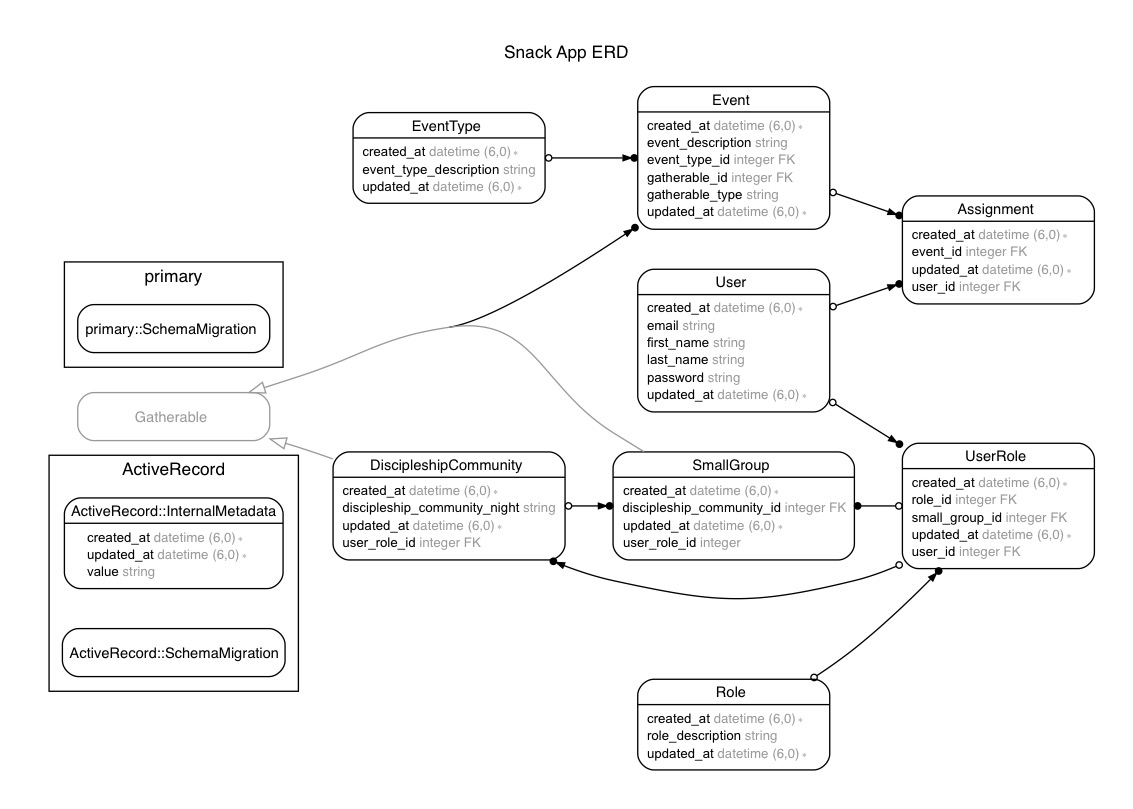 Snack App ERD
EventType
created_at datetime (6,0) *
event_type_description string
updated_at datetime (6,0) *
Event
created_at datetime (6,0) *
event_description string
event_type_id integer FK
gatherable_id integer FK
gatherable_type string
updated_at datetime (6,0) *
Assignment
created_at datetime (6,0) *
event_id integer FK
updated_at datetime (6,0) *
user_id integer FK
primary
primary::SchemaMigration
User
created_at datetime (6,0) *
email string
first_name string
last_name string
password string
updated_at datetime (6,0) *
Gatherable
ActiveRecord
ActiveRecord::InternalMetadata
created_at datetime (6,0) *
updated_at datetime (6,0) *
value string
ActiveRecord::SchemaMigration
DiscipleshipCommunity
created_at datetime (6,0) *
discipleship_community_night string
updated_at datetime (6,0) *
user_role_id integer FK
SmallGroup
created_at datetime (6,0) *
discipleship_community_id integer FK
updated_at datetime (6,0) *
user_role_id integer
UserRole
created_at datetime (6,0) *
role_id integer FK
small_group_id integer FK
updated_at datetime (6,0) *
user_id integer FK
Role
created_at datetime (6,0) *
role_description string
updated_at datetime (6,0) *